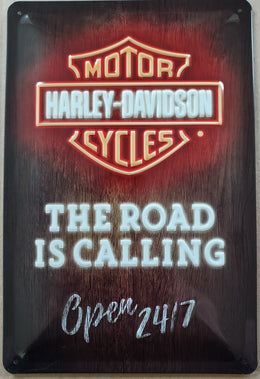 MOTOR
HARLEY-DAVIDSON
CYCLES
THE ROAD
IS CALLING
Open 24/7